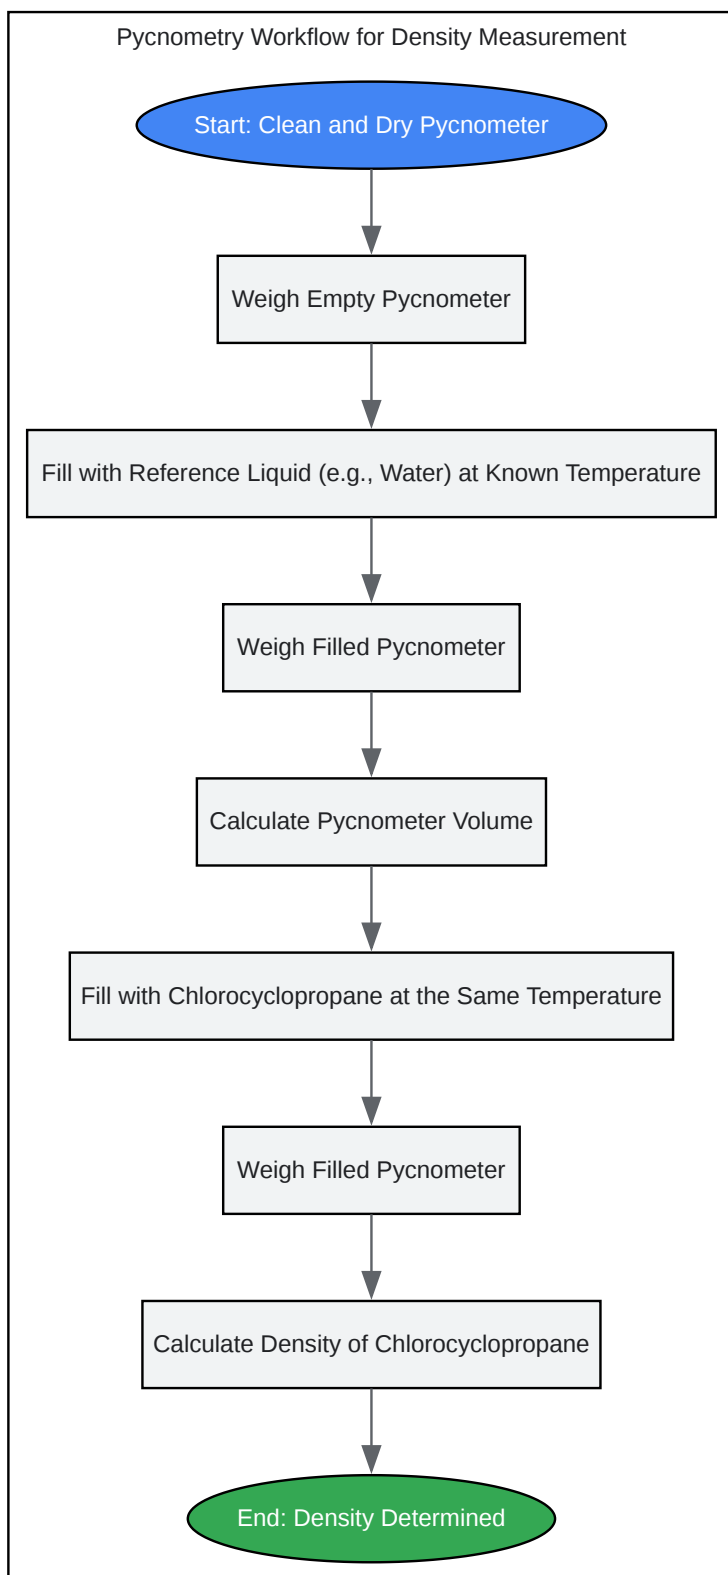 Pycnometry Workflow for Density Measurement
Start: Clean and Dry Pycnometer
Weigh Empty Pycnometer
Fill with Reference Liquid (e.g., Water) at Known Temperature
Weigh Filled Pycnometer
Calculate Pycnometer Volume
Fill with Chlorocyclopropane at the Same Temperature
Weigh Filled Pycnometer
Calculate Density of Chlorocyclopropane
End: Density Determined